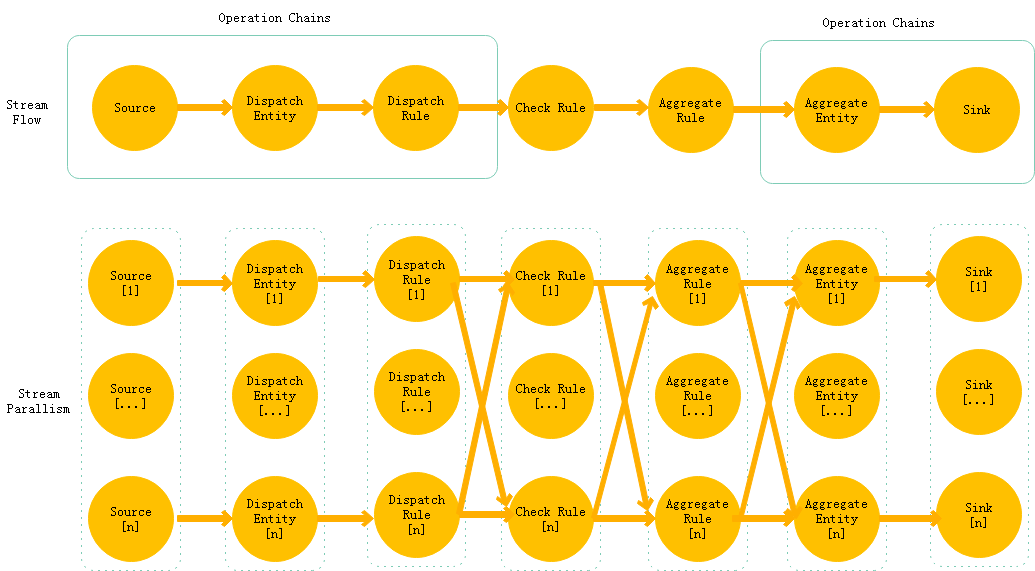 Operation Chains
Operation Chains
Stream
Flow
Source
Dispatch
Entity
Dispatch
Rule
Check Rule
Aggregate
Rule
Aggregate
Entity
Sink
Source
[1]
Dispatch
Entity
[1]
Dispatch
Rule
[1]
Check Rule
[1]
Aggregate
Rule
[1]
Aggregate
Entity
[1]
Sink
[1]
Stream
Parallism
Source
[...]
Dispatch
Entity
[...]
Dispatch
Rule
[...]
Check Rule
[...]
Aggregate
Rule
[...]
Aggregate
Entity
[...]
Sink
[...]
Source
[n]
Dispatch
Entity
[n]
Dispatch
Rule
[n]
Check Rule
[n]
Aggregate
Rule
[n]
Aggregate
Entity
[n]
Sink
[n]